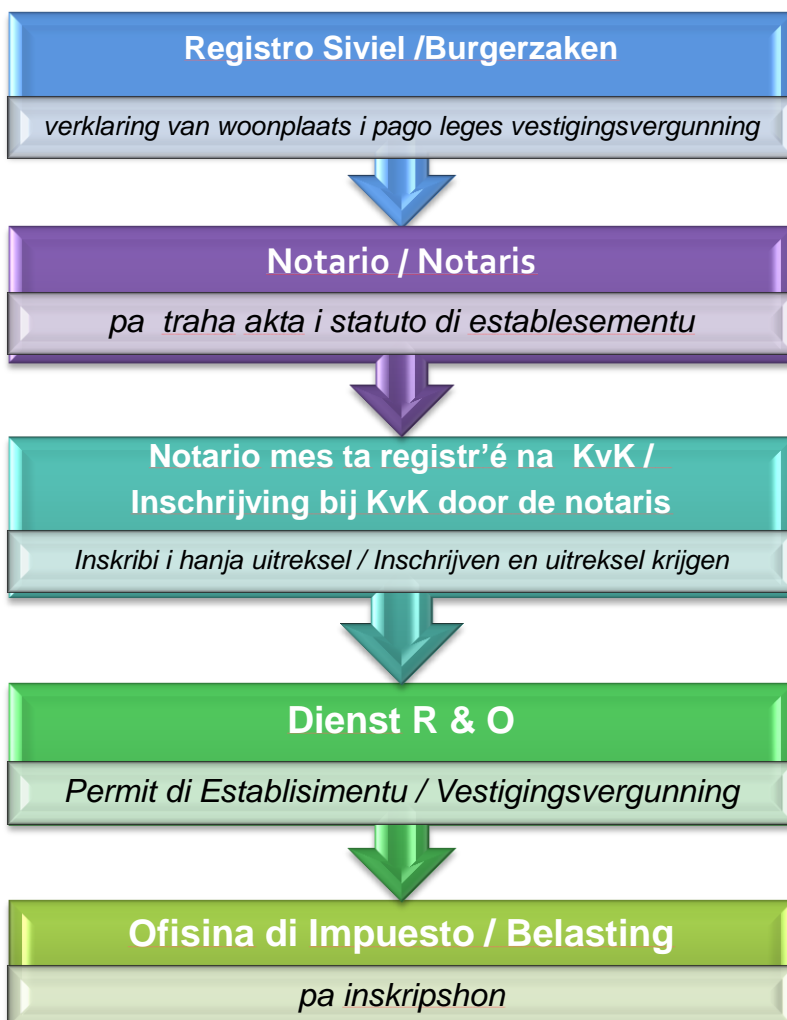 Registro Siviel /Burgerzaken
verklaring van woonplaats i pago leges vestigingsvergunning
Notario / Notaris
pa traha akta i statuto di establesementu
Notario mes ta registr’é na KvK /
Inschrijving bij KvK door de notaris
Inskribi i hanja uitreksel / Inschrijven en uitreksel krijgen
Dienst R & O
Permit di Establisimentu / Vestigingsvergunning
Ofisina di Impuesto / Belasting
pa inskripshon